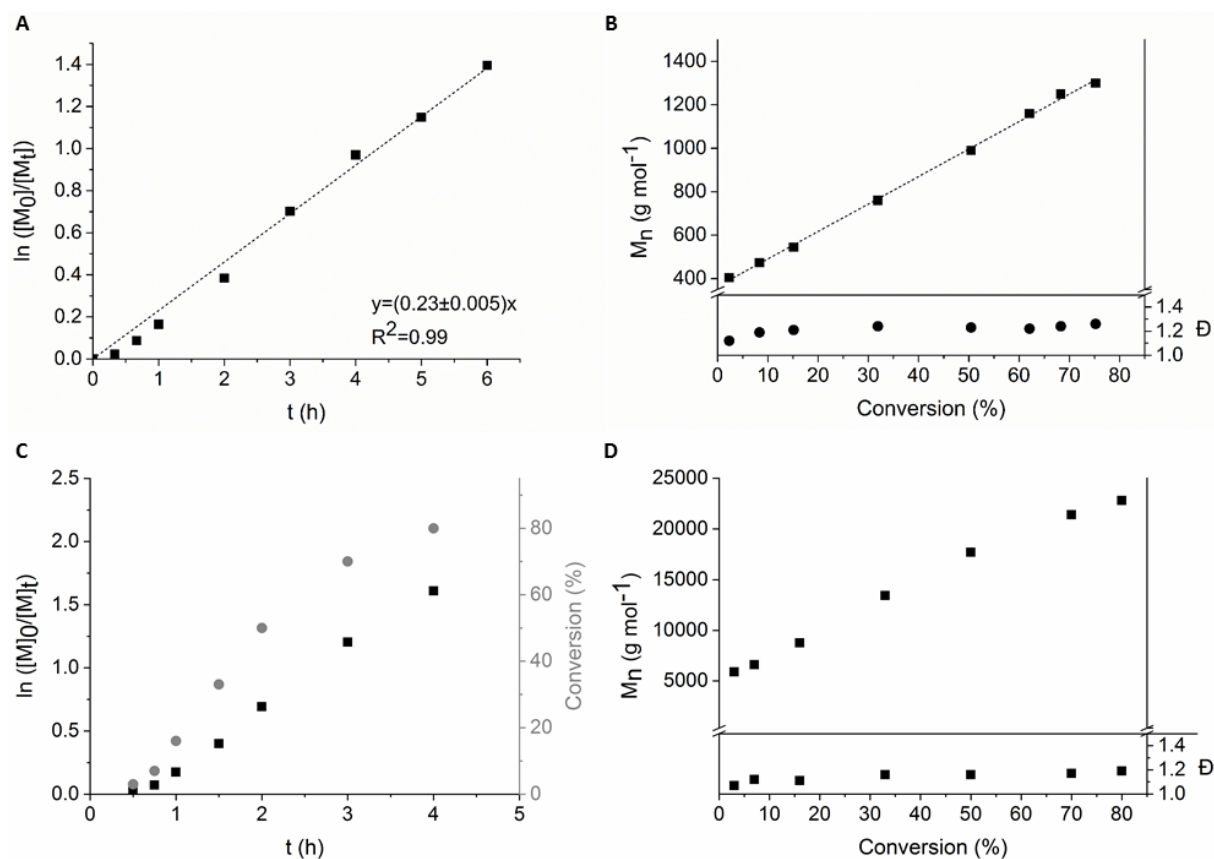 A
ln ([M0]/[Mt])
1.4
1.2
1.0
0.8
0.6
0.4
0.2
0.0
y=(0.23±0.005)x
R2=0.99
0 1 2 3 4 5 6
t (h)
B
Mn (g mol-1)
1400
1200
1000
800
600
400
1.4
1.2
1.0
Đ
0 10 20 30 40 50 60 70 80
Conversion (%)
C
ln ([M]0/[M]t)
2.5
2.0
1.5
1.0
0.5
0.0
80
60
40
20
0
Conversion (%)
0 1 2 3 4 5
t (h)
D
Mn (g mol-1)
25000
20000
15000
10000
5000
1.4
1.2
1.0
Đ
0 10 20 30 40 50 60 70 80
Conversion (%)